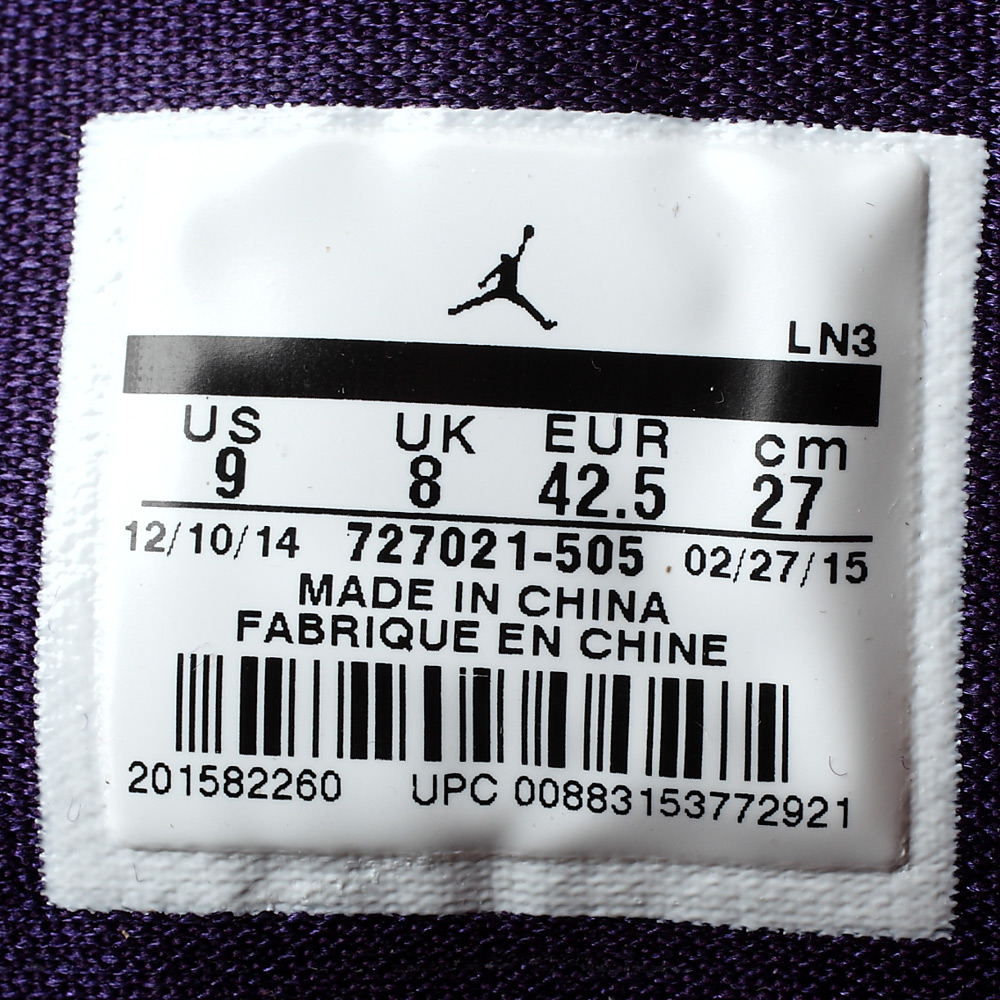 LN3
US UK EUR cm
9 8 42.5 27
12/10/14 727021-505 02/27/15
MADE IN CHINA
FABRIQUE EN CHINE
201582260 UPC 00883153772921